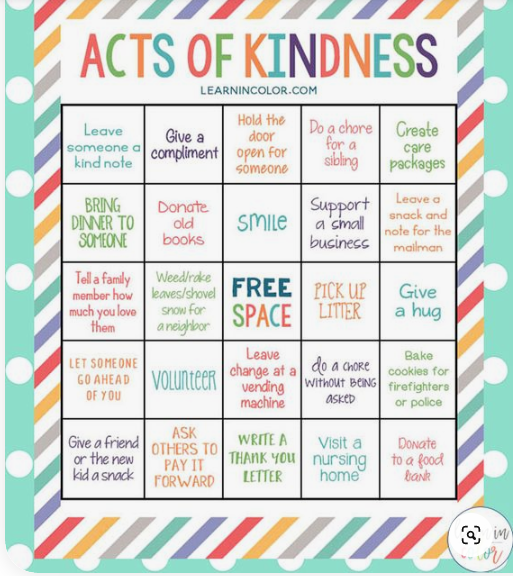 ACTS OF KINDNESS
LEARNINCOLOR.COM
Leave
someone a
kind note
Give a
compliment
Hold the
door
open for
someone
Do a chore
for a
sibling
Create
care
packages
BRING
DINNER TO
SOMEONE
Donate
old
books
smile
Support
a small
business
Leave a
snack and
note for the
mailman
Tell a family
member how
much you love
them
Weed/rake
leaves/shovel
snow for
a neighbor
FREE
SPACE
PICK UP
LITTER
Give
a hug
LET SOMEONE
GO AHEAD
OF YOU
VOLUNTEER
Leave
change at a
vending
machine
do a chore
WITHOUT BEING
ASKED
Bake
cookies for
firefighters
or police
Give a friend
or the new
kid a snack
ASK
OTHERS TO
PAY IT
FORWARD
WRITE A
THANK YOU
LETTER
Visit a
nursing
home
Donate
to a food
bank
in